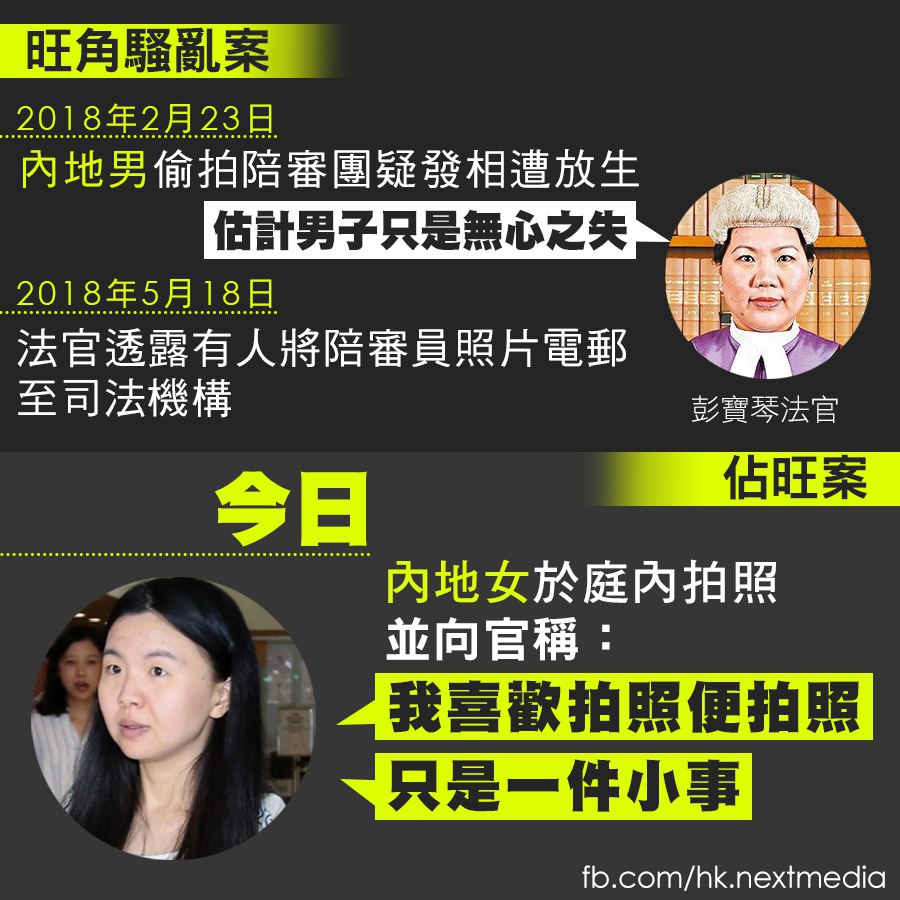 旺角騷亂案
2018年2月23日
內地男偷拍陪審團疑發相遭放生
估計男子只是無心之失
2018年5月18日
法官透露有人將陪審員照片電郵
至司法機構
彭寶琴法官
佔旺案
今日
內地女於庭內拍照
並向官稱：
我喜歡拍照便拍照
只是一件小事
fb.com/hk.nextmedia